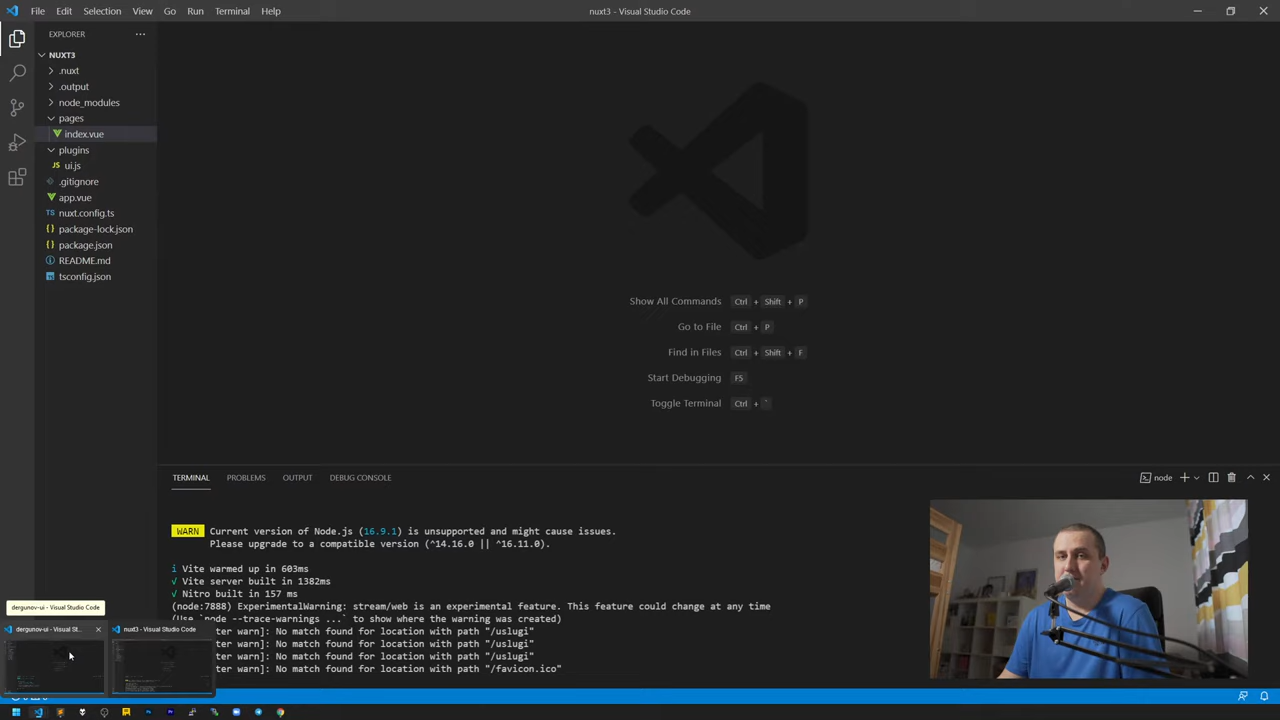 File Edit Selection View Go Run Terminal Help
nuxt3 - Visual Studio Code
EXPLORER
NUXT3
.nuxt
.output
node_modules
pages
index.vue
plugins
JS ui.js
.gitignore
app.vue
TS nuxt.config.ts
{} package-lock.json
{} package.json
README.md
tsconfig.json
Show All Commands Ctrl + Shift + P
Go to File Ctrl + P
Find in Files Ctrl + Shift + F
Start Debugging F5
Toggle Terminal Ctrl + `
TERMINAL PROBLEMS OUTPUT DEBUG CONSOLE
node
WARN Current version of Node.js (16.9.1) is unsupported and might cause issues.
Please upgrade to a compatible version (^14.16.0 || ^16.11.0).
i Vite warmed up in 603ms
√ Vite server built in 1382ms
√ Nitro built in 157 ms
(node:7888) ExperimentalWarning: stream/web is an experimental feature. This feature could change at any time
(Use `node --trace-warnings ...` to show where the warning was created)
ter warn]: No match found for location with path "/uslugi"
ter warn]: No match found for location with path "/uslugi"
ter warn]: No match found for location with path "/uslugi"
ter warn]: No match found for location with path "/favicon.ico"
dergunov-ui - Visual Studio Code
dergunov-ui - Visual St...
nuxt3 - Visual Studio Code